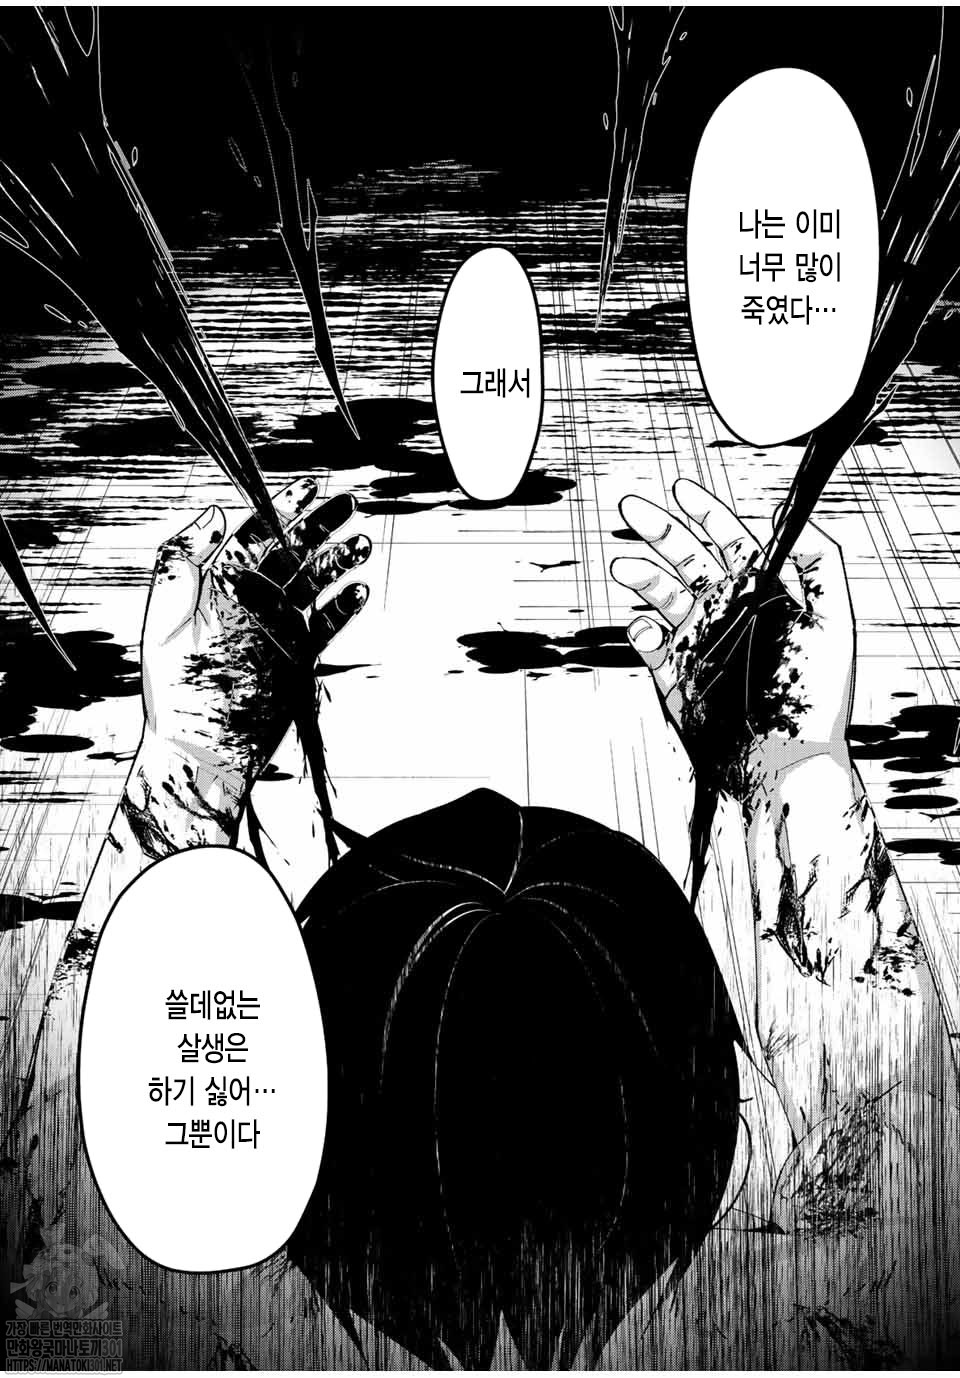 나는 이미
너무 많이
죽였다…
그래서
쓸데없는
살생은
하기 싫어…
그뿐이다
가장 빠른 번역만화사이트
만화왕국마나토끼301
HTTPS://MANATOKI301.NET